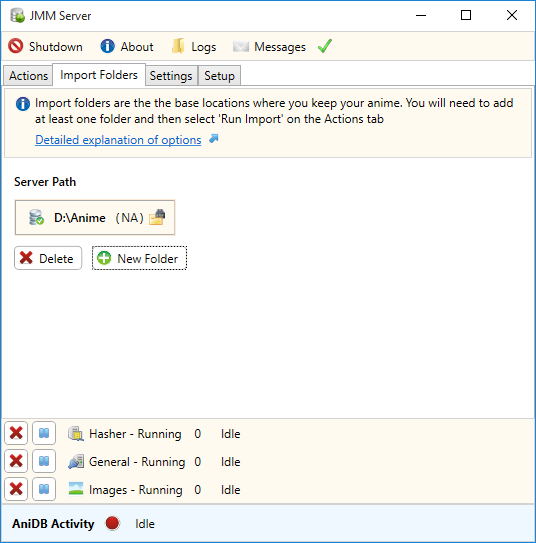 JMM Server
Shutdown About Logs Messages
Actions Import Folders Settings Setup
Import folders are the the base locations where you keep your anime. You will need to add
at least one folder and then select 'Run Import' on the Actions tab
Detailed explanation of options
Server Path
D:\Anime (NA)
Delete New Folder
Hasher - Running 0 Idle
General - Running 0 Idle
Images - Running 0 Idle
AniDB Activity Idle